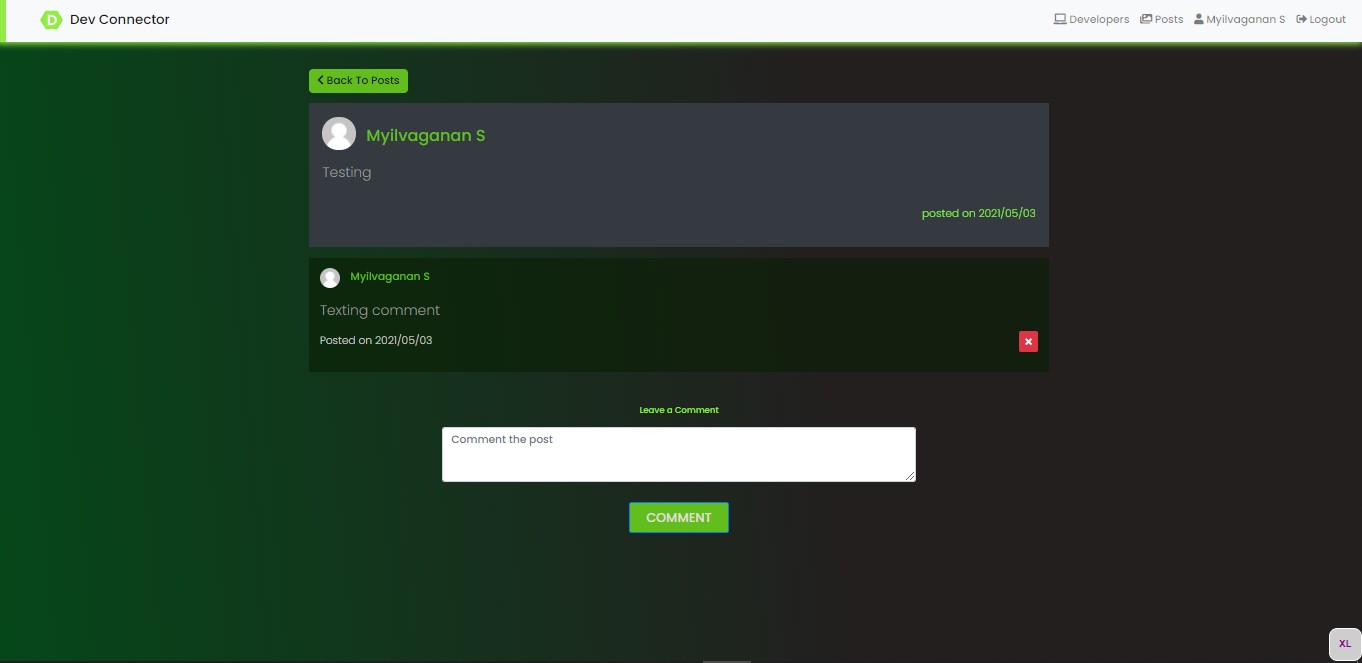 D Dev Connector
Developers Posts Myilvaganan S Logout
Back To Posts
Myilvaganan S
Testing
posted on 2021/05/03
Myilvaganan S
Texting comment
Posted on 2021/05/03
Leave a Comment
Comment the post
COMMENT
XL